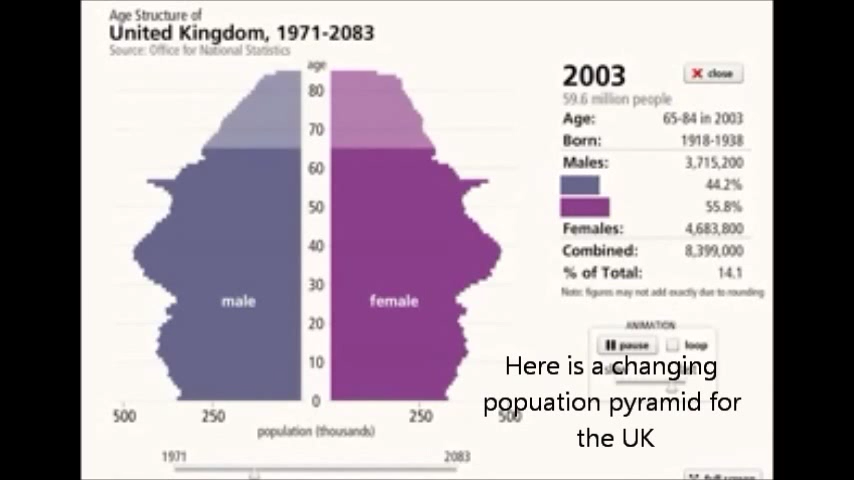 Age Structure of
United Kingdom, 1971-2083
Source: Office for National Statistics
age
80
70
60
50
40
30
20
10
0
male
female
500
250
250
500
population (thousands)
1971
2083
2003
close
59.6 million people
Age: 65-84 in 2003
Born: 1918-1938
Males: 3,715,200
44.2%
55.8%
Females: 4,683,800
Combined: 8,399,000
% of Total: 14.1
Note: figures may not add exactly due to rounding
ANIMATION
pause
loop
Here is a changing
popuation pyramid for
the UK